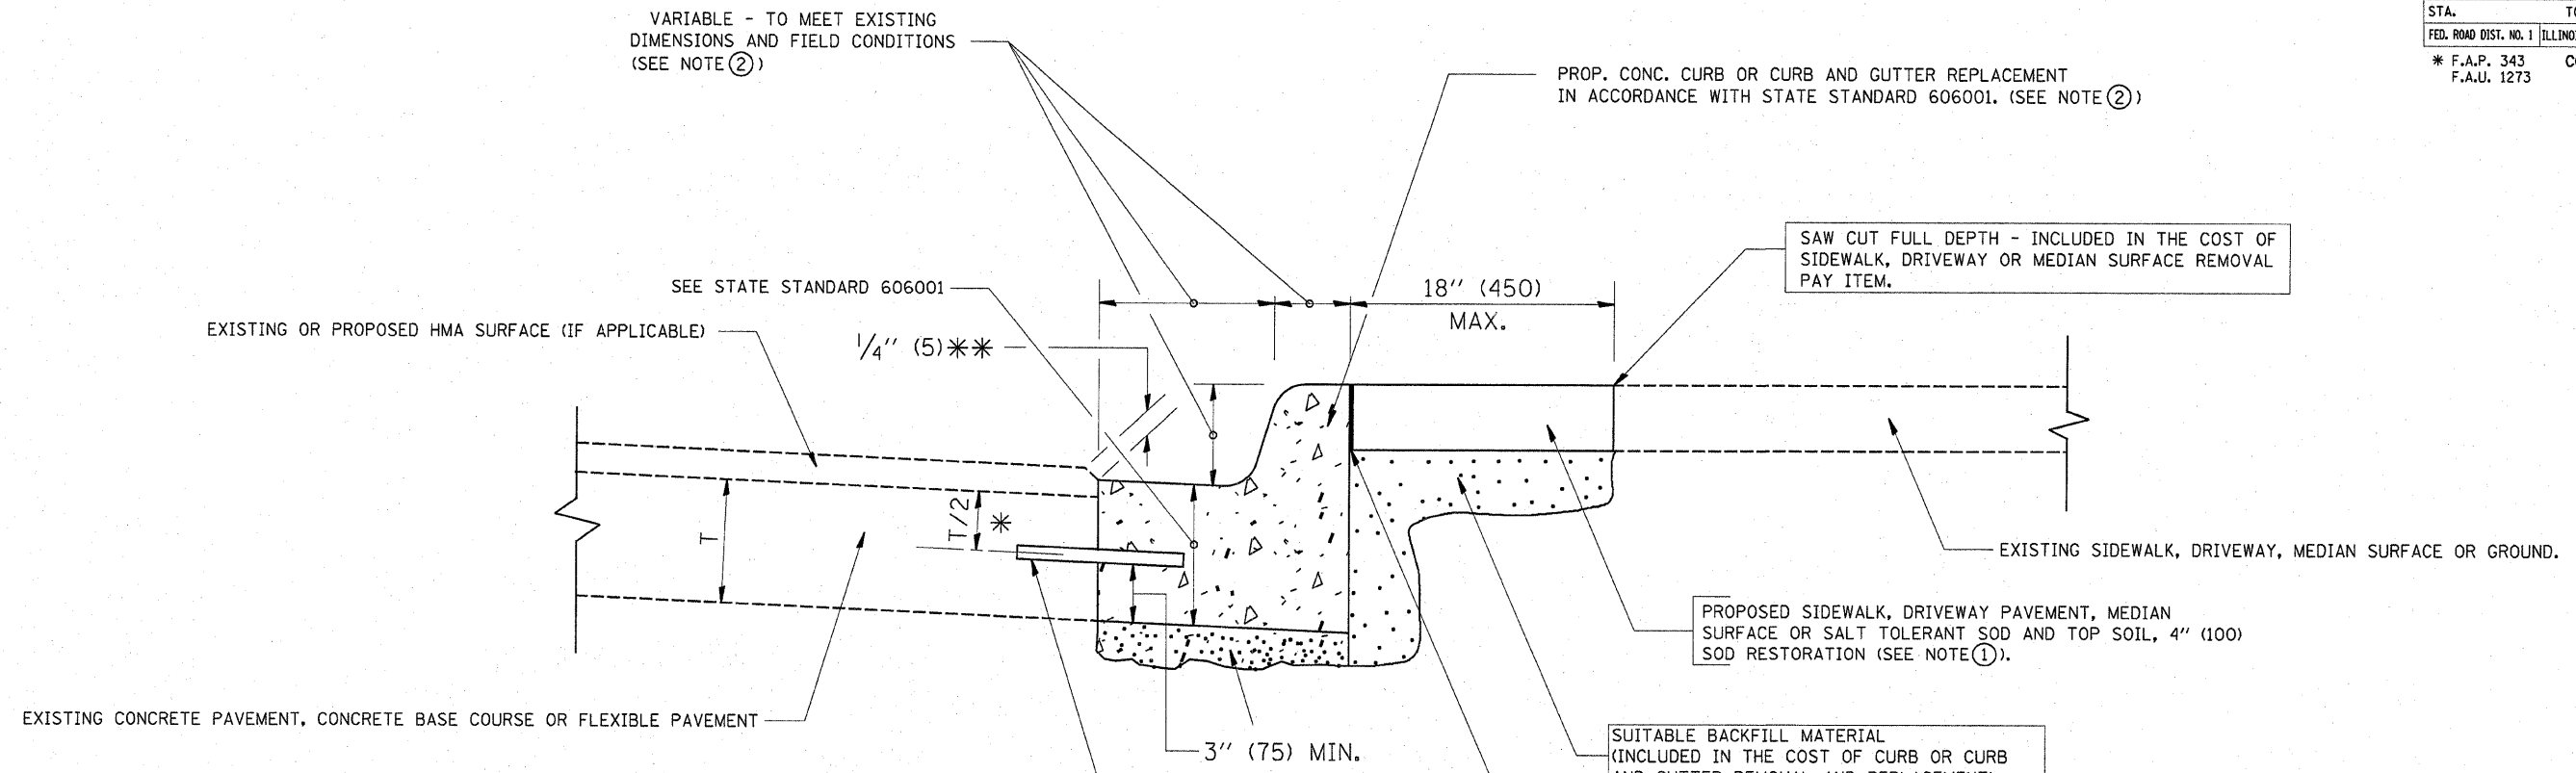 VARIABLE - TO MEET EXISTING
DIMENSIONS AND FIELD CONDITIONS
(SEE NOTE ②)
STA.
FED. ROAD DIST. NO. 1
* F.A.P. 343
F.A.U. 1273
PROP. CONC. CURB OR CURB AND GUTTER REPLACEMENT
IN ACCORDANCE WITH STATE STANDARD 606001. (SEE NOTE ②)
SAW CUT FULL DEPTH - INCLUDED IN THE COST OF
SIDEWALK, DRIVEWAY OR MEDIAN SURFACE REMOVAL
PAY ITEM.
SEE STATE STANDARD 606001
18" (450)
MAX.
EXISTING OR PROPOSED HMA SURFACE (IF APPLICABLE)
1/4" (5)**
T
T/2
*
EXISTING SIDEWALK, DRIVEWAY, MEDIAN SURFACE OR GROUND.
PROPOSED SIDEWALK, DRIVEWAY PAVEMENT, MEDIAN
SURFACE OR SALT TOLERANT SOD AND TOP SOIL, 4" (100)
SOD RESTORATION (SEE NOTE ①).
EXISTING CONCRETE PAVEMENT, CONCRETE BASE COURSE OR FLEXIBLE PAVEMENT
3" (75) MIN.
SUITABLE BACKFILL MATERIAL
(INCLUDED IN THE COST OF CURB OR CURB
AND GUTTER REMOVAL AND REPLACEMENT)